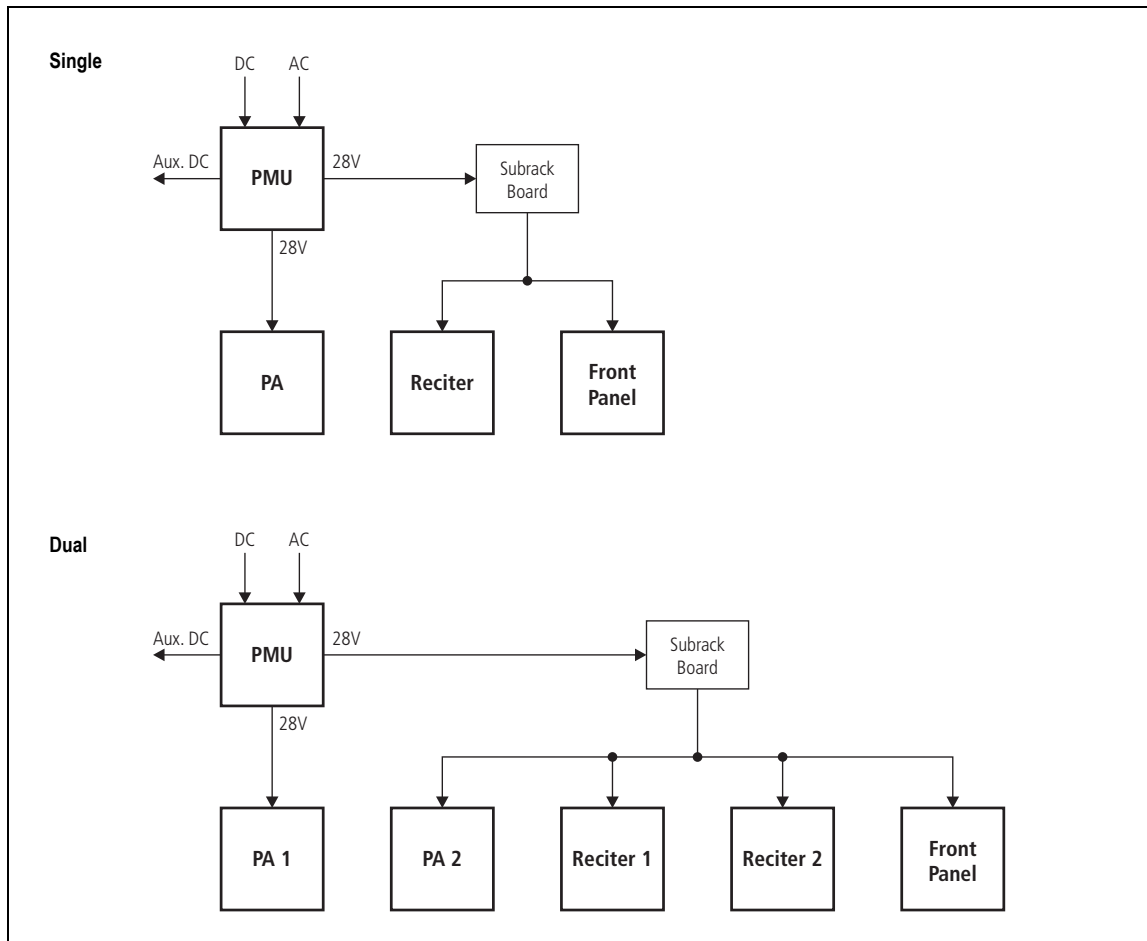 Single
DC
AC
Aux. DC
PMU
28V
Subrack
Board
28V
PA
Reciter
Front
Panel
Dual
DC
AC
Aux. DC
PMU
28V
Subrack
Board
28V
PA 1
PA 2
Reciter 1
Reciter 2
Front
Panel